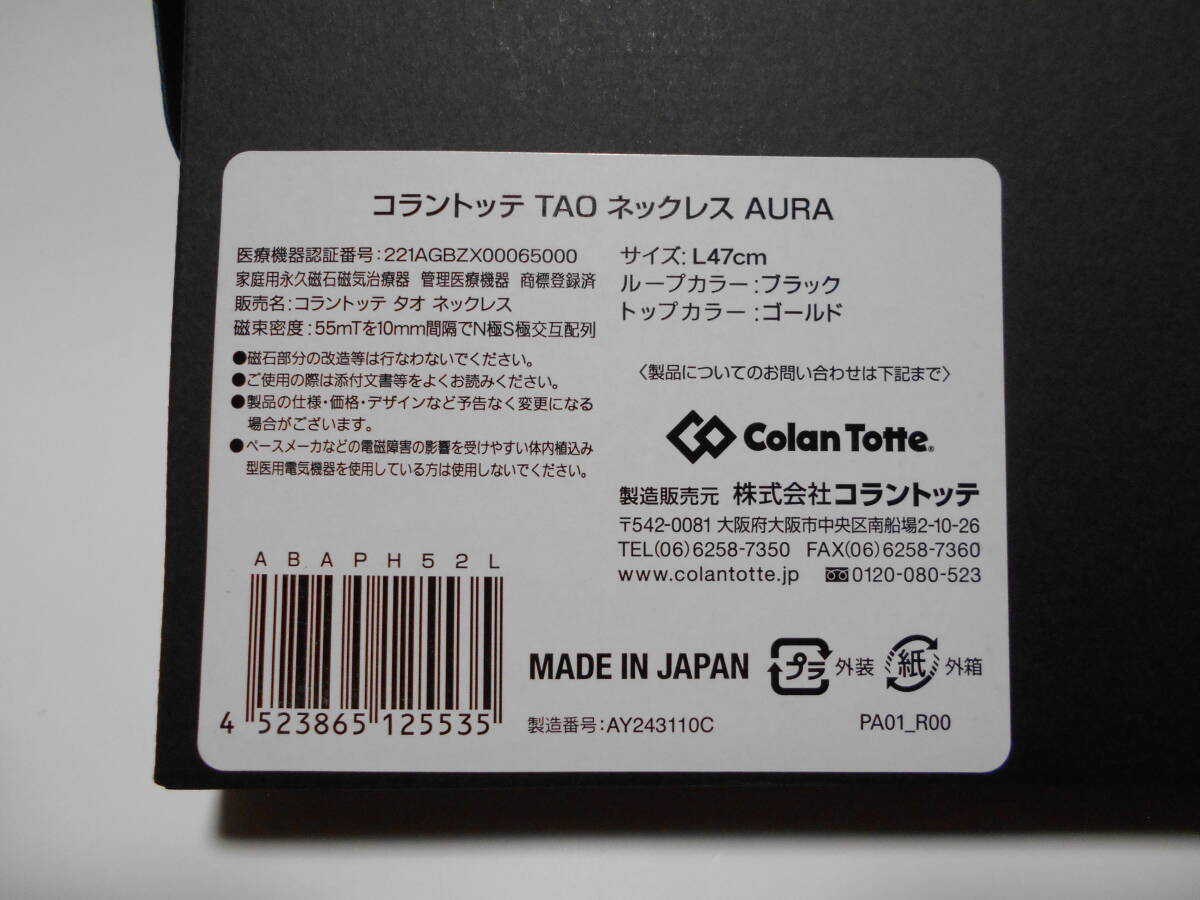 コラントッテ TAO ネックレス AURA
医療機器認証番号:221AGBZX00065000
家庭用永久磁石磁気治療器 管理医療機器 商標登録済
販売名:コラントッテ タオ ネックレス
磁束密度:55mTを10mm間隔でN極S極交互配列
●磁石部分の改造等は行なわないでください。
●ご使用の際は添付文書等をよくお読みください。
●製品の仕様・価格・デザインなど予告なく変更になる
場合がございます。
●ペースメーカなどの電磁障害の影響を受けやすい体内植込み
型医用電気機器を使用している方は使用しないでください。
サイズ:L47cm
ループカラー:ブラック
トップカラー:ゴールド
〈製品についてのお問い合わせは下記まで〉
Colan Totte®
製造販売元 株式会社コラントッテ
〒542-0081 大阪府大阪市中央区南船場2-10-26
TEL(06)6258-7350 FAX(06)6258-7360
www.colantotte.jp 0120-080-523
ABAPH52L
4 523865 125535
MADE IN JAPAN
プラ 外装 紙 外箱
製造番号:AY243110C
PA01_R00